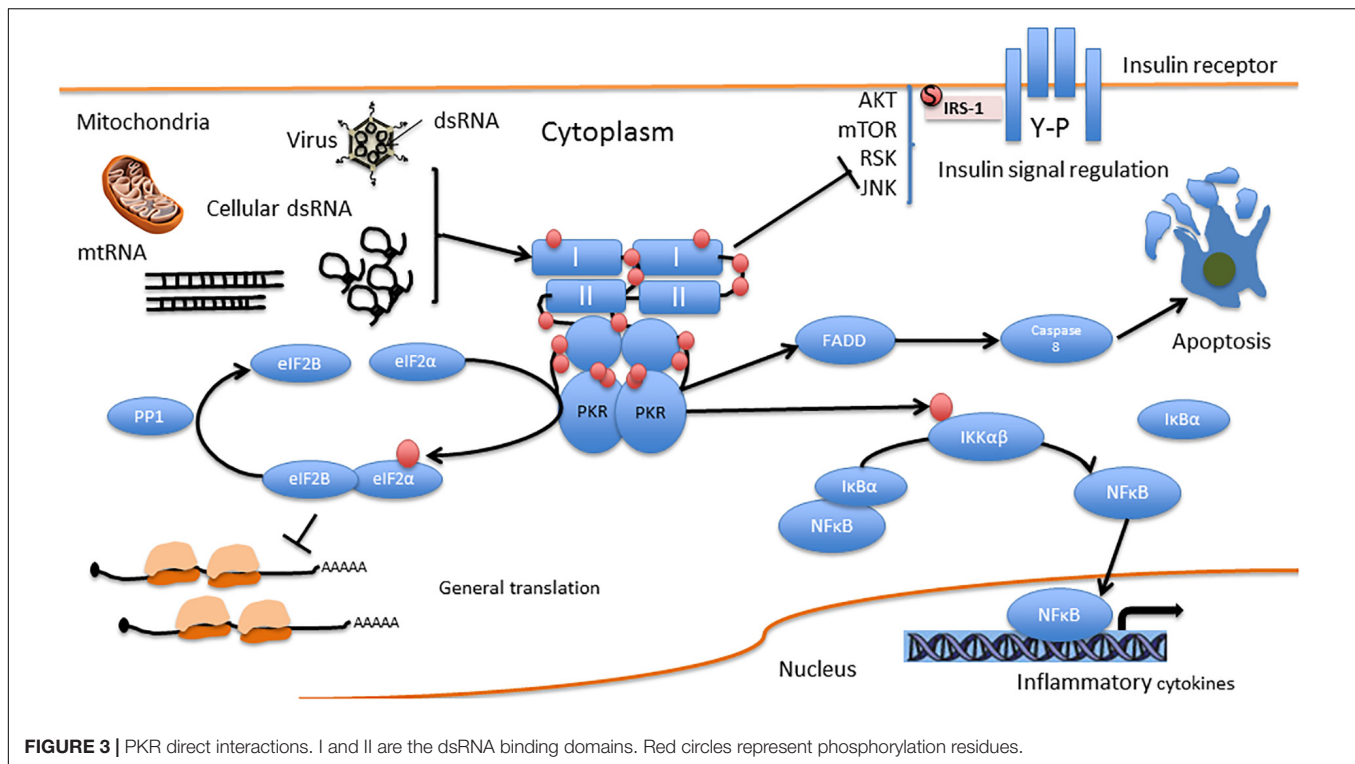 Insulin receptor
AKT
mTOR
RSK
JNK
S
IRS-1
Y-P
Insulin signal regulation
Mitochondria
Virus
dsRNA
Cytoplasm
Cellular dsRNA
mtRNA
I
I
II
II
PKR
PKR
FADD
Caspase
8
Apoptosis
eIF2B
eIF2α
PP1
eIF2B
eIF2α
IKKαβ
IκBα
IκBα
NFκB
NFκB
AAAAA
General translation
AAAAA
NFκB
Nucleus
Inflammatory cytokines
FIGURE 3 | PKR direct interactions. I and II are the dsRNA binding domains. Red circles represent phosphorylation residues.